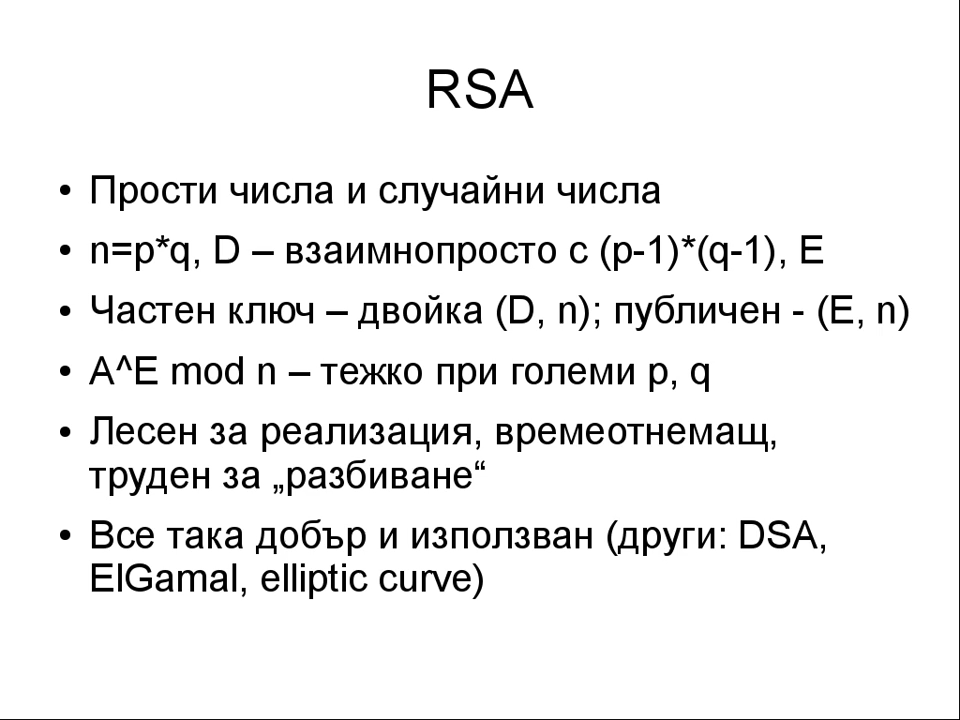 RSA
• Прости числа и случайни числа
• n=p*q, D – взаимнопросто с (p-1)*(q-1), E
• Частен ключ – двойка (D, n); публичен - (E, n)
• A^E mod n – тежко при големи p, q
• Лесен за реализация, времеотнемащ,
труден за „разбиване“
• Все така добър и използван (други: DSA,
ElGamal, elliptic curve)